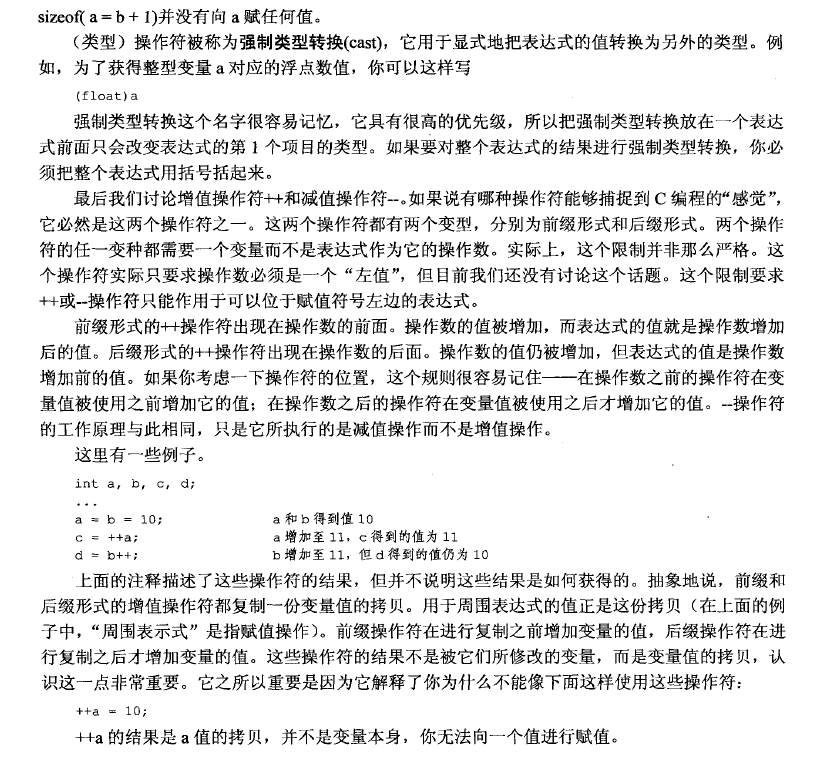 sizeof( a = b + 1)并没有向 a 赋任何值。
（类型）操作符被称为强制类型转换(cast)，它用于显式地把表达式的值转换为另外的类型。例
如，为了获得整型变量 a 对应的浮点数值，你可以这样写
(float)a
强制类型转换这个名字很容易记忆，它具有很高的优先级，所以把强制类型转换放在一个表达
式前面只会改变表达式的第 1 个项目的类型。如果要对整个表达式的结果进行强制类型转换，你必
须把整个表达式用括号括起来。
最后我们讨论增值操作符++和减值操作符--。如果说有哪种操作符能够捕捉到 C 编程的“感觉”，
它必然是这两个操作符之一。这两个操作符都有两个变型，分别为前缀形式和后缀形式。两个操作
符的任一变种都需要一个变量而不是表达式作为它的操作数。实际上，这个限制并非那么严格。这
个操作符实际只要求操作数必须是一个“左值”，但目前我们还没有讨论这个话题。这个限制要求
++或--操作符只能作用于可以位于赋值符号左边的表达式。
前缀形式的++操作符出现在操作数的前面。操作数的值被增加，而表达式的值就是操作数增加
后的值。后缀形式的++操作符出现在操作数的后面。操作数的值仍被增加，但表达式的值是操作数
增加前的值。如果你考虑一下操作符的位置，这个规则很容易记住——在操作数之前的操作符在变
量值被使用之前增加它的值；在操作数之后的操作符在变量值被使用之后才增加它的值。--操作符
的工作原理与此相同，只是它所执行的是减值操作而不是增值操作。
这里有一些例子。
int a, b, c, d;
...
a = b = 10; a 和 b 得到值 10
c = ++a; a 增加至 11，c 得到的值为 11
d = b++; b 增加至 11，但 d 得到的值仍为 10
上面的注释描述了这些操作符的结果，但并不说明这些结果是如何获得的。抽象地说，前缀和
后缀形式的增值操作符都复制一份变量值的拷贝。用于周围表达式的值正是这份拷贝（在上面的例
子中，“周围表示式”是指赋值操作）。前缀操作符在进行复制之前增加变量的值，后缀操作符在进
行复制之后才增加变量的值。这些操作符的结果不是被它们所修改的变量，而是变量值的拷贝，认
识这一点非常重要。它之所以重要是因为它解释了你为什么不能像下面这样使用这些操作符：
++a = 10;
++a 的结果是 a 值的拷贝，并不是变量本身，你无法向一个值进行赋值。